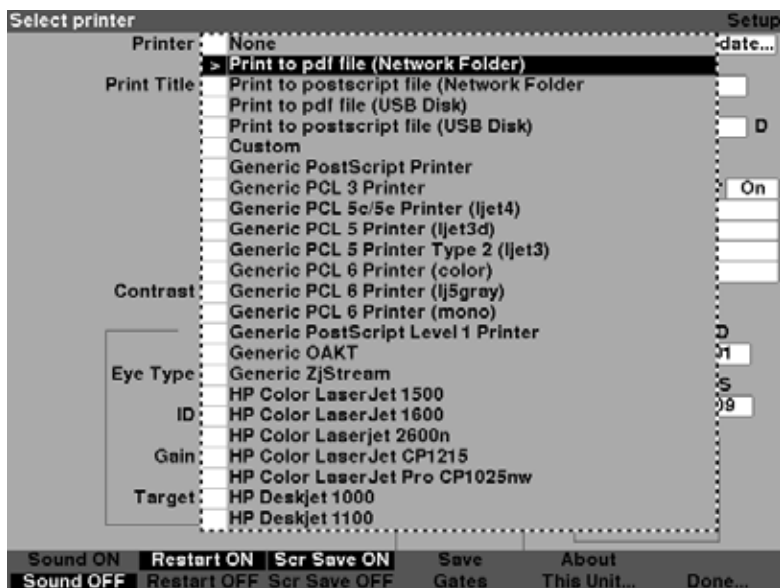 Select printer Setup
Printer None date...
> Print to pdf file (Network Folder)
Print Title Print to postscript file (Network Folder
Print to pdf file (USB Disk)
Print to postscript file (USB Disk) D
Custom
Generic PostScript Printer
Generic PCL 3 Printer On
Generic PCL 5c/5e Printer (ljet4)
Generic PCL 5 Printer (ljet3d)
Generic PCL 5 Printer Type 2 (ljet3)
Generic PCL 6 Printer (color)
Contrast Generic PCL 6 Printer (lj5gray)
Generic PCL 6 Printer (mono)
Generic PostScript Level 1 Printer
Generic OAKT
Eye Type Generic ZjStream
HP Color LaserJet 1500
ID HP Color LaserJet 1600
HP Color Laserjet 2600n
Gain HP Color LaserJet CP1215
HP Color LaserJet Pro CP1025nw
Target HP Deskjet 1000
HP Deskjet 1100
Sound ON Restart ON Scr Save ON Save About
Sound OFF Restart OFF Scr Save OFF Gates This Unit... Done...